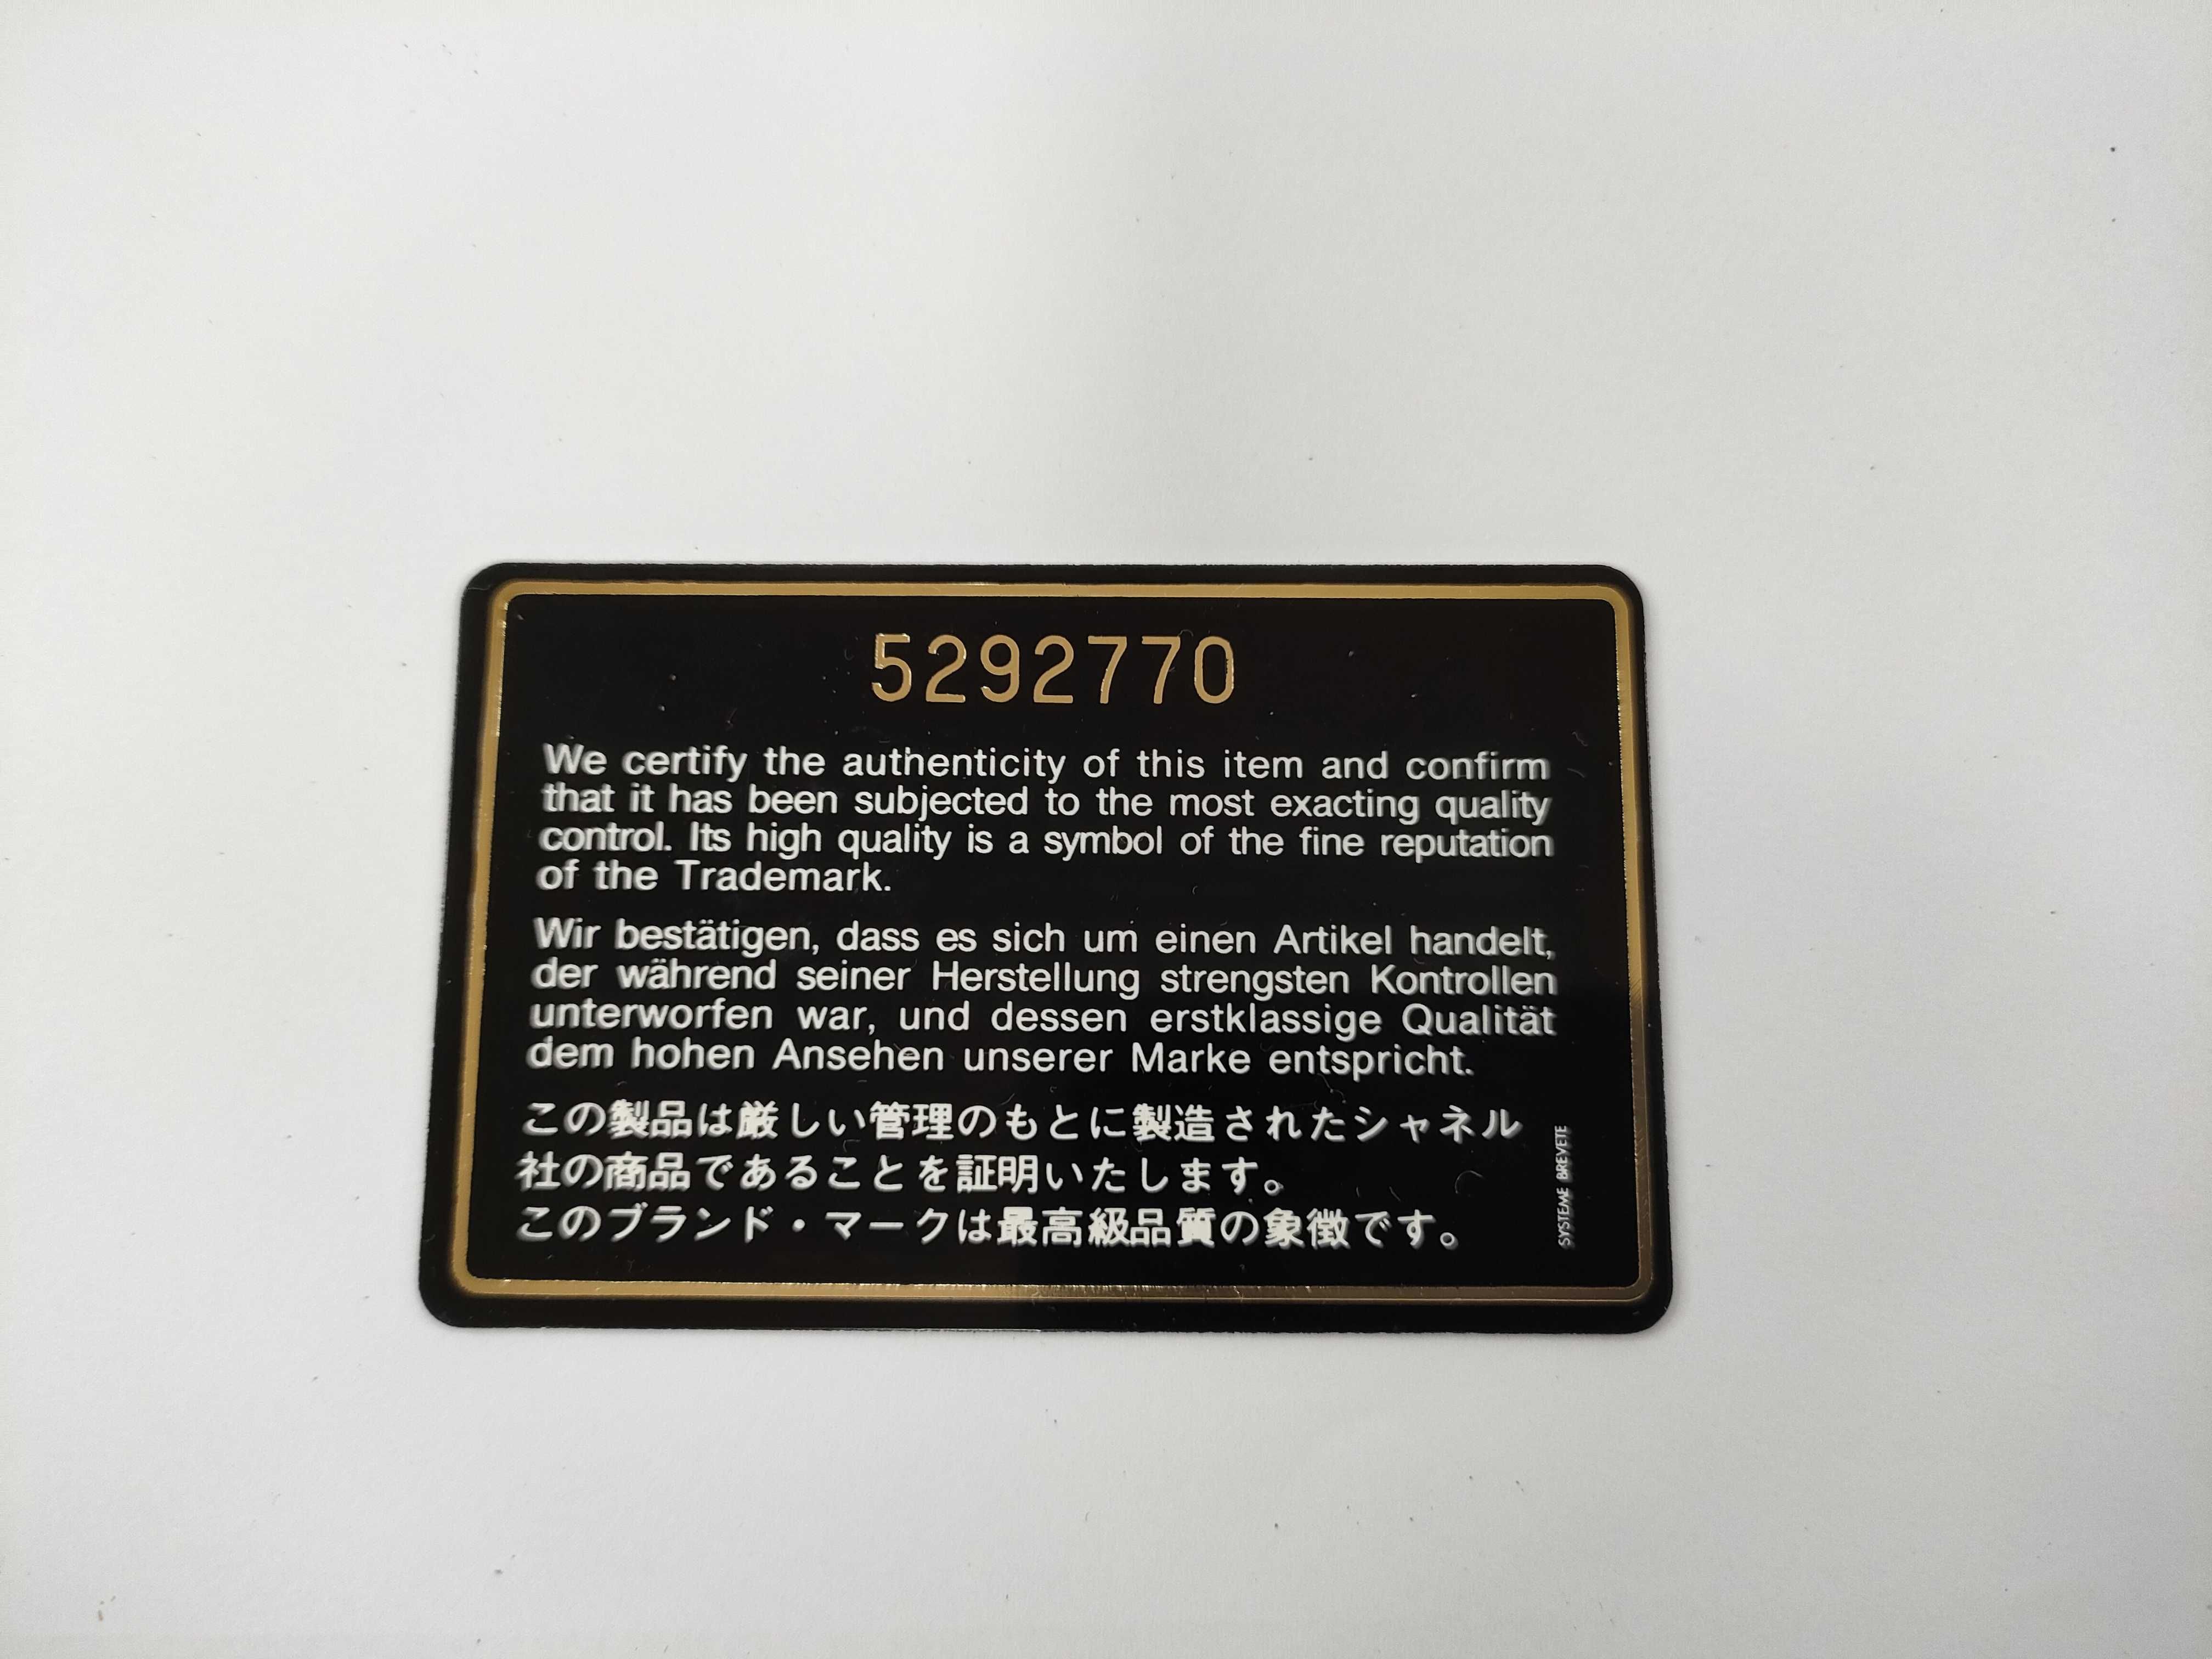 5292770
We certify the authenticity of this item and confirm
that it has been subjected to the most exacting quality
control. Its high quality is a symbol of the fine reputation
of the Trademark.
Wir bestätigen, dass es sich um einen Artikel handelt,
der während seiner Herstellung strengsten Kontrollen
unterworfen war, und dessen erstklassige Qualität
dem hohen Ansehen unserer Marke entspricht.
この製品は厳しい管理のもとに製造されたシャネル
社の商品であることを証明いたします。
このブランド・マークは最高級品質の象徴です。
SYSTEME BREVETE